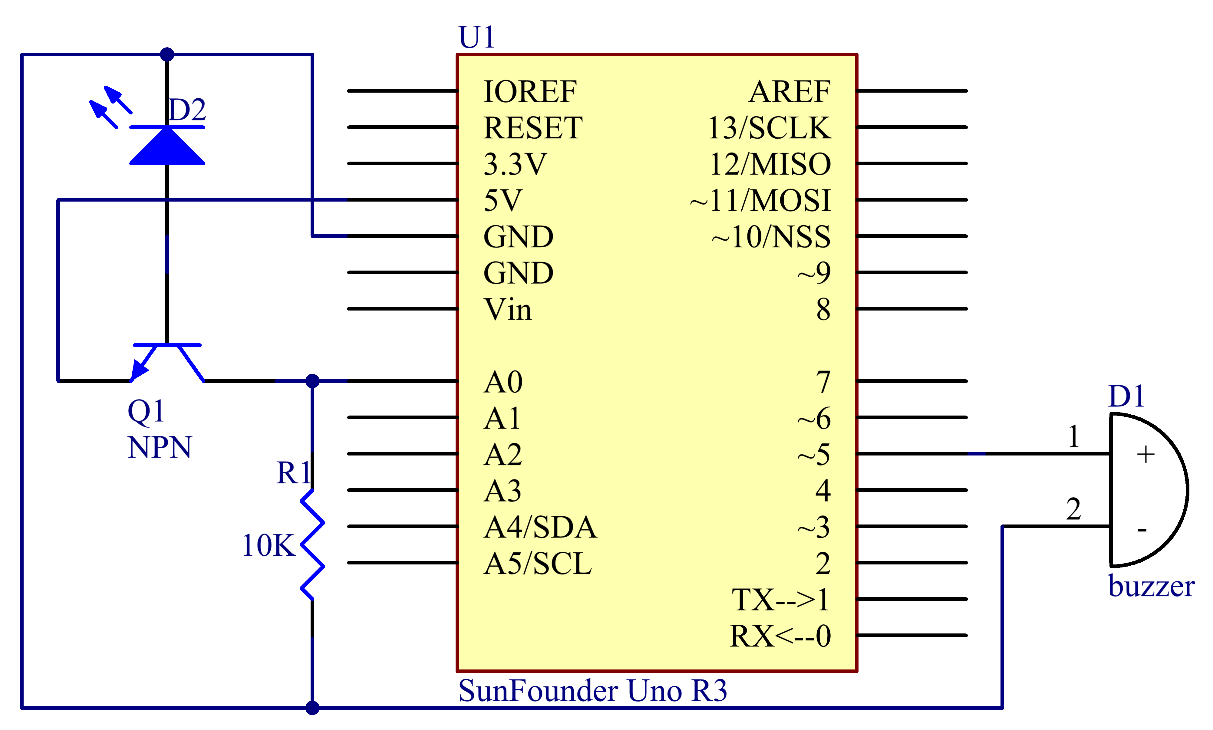 U1
D2
IOREF
RESET
3.3V
5V
GND
GND
Vin
A0
A1
A2
A3
A4/SDA
A5/SCL
AREF
13/SCLK
12/MISO
~11/MOSI
~10/NSS
~9
8
7
~6
~5
4
~3
2
TX-->1
RX<--0
SunFounder Uno R3
Q1
NPN
R1
10K
D1
1
+
2
-
buzzer